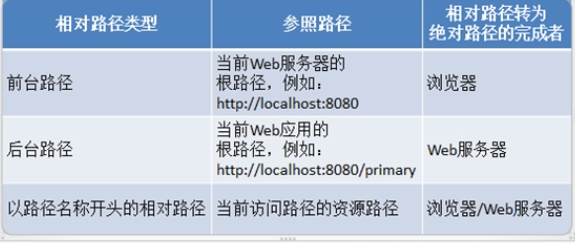 相对路径类型
参照路径
相对路径转为
绝对路径的完成者
前台路径
当前Web服务器的
根路径，例如：
http://localhost:8080
浏览器
后台路径
当前Web应用的
根路径，例如：
http://localhost:8080/primary
Web服务器
以路径名称开头的相对路径
当前访问路径的资源路径
浏览器/Web服务器